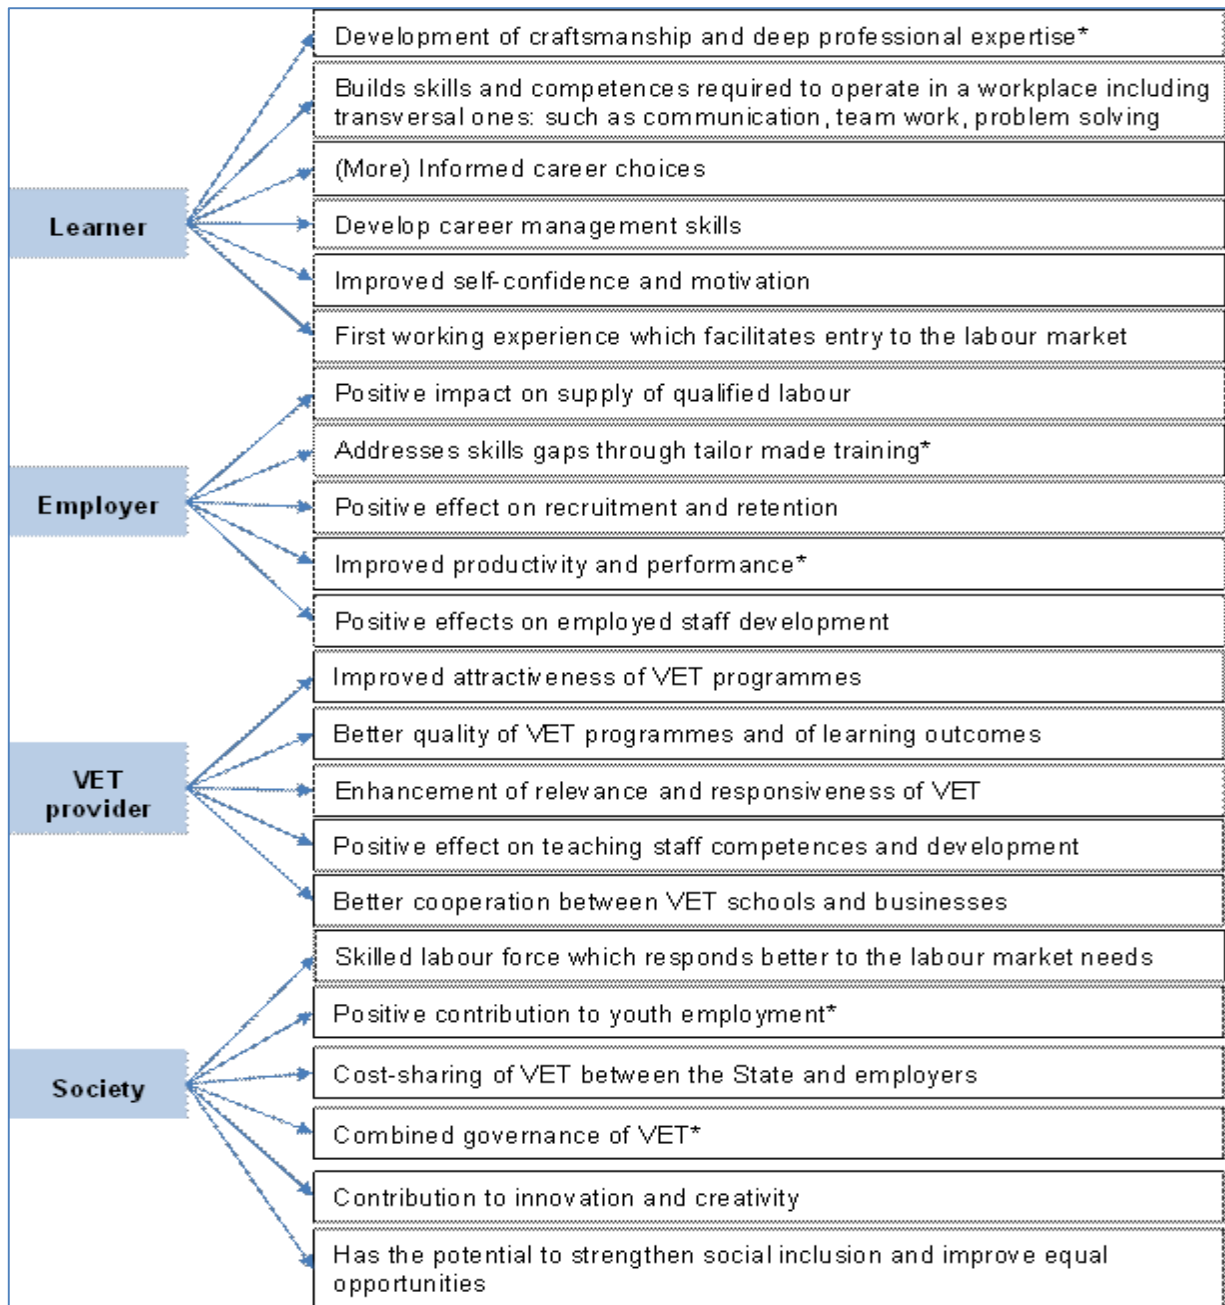 Learner
Development of craftsmanship and deep professional expertise*
Builds skills and competences required to operate in a workplace including
transversal ones: such as communication, team work, problem solving
(More) Informed career choices
Develop career management skills
Improved self-confidence and motivation
First working experience which facilitates entry to the labour market
Employer
Positive impact on supply of qualified labour
Addresses skills gaps through tailor made training*
Positive effect on recruitment and retention
Improved productivity and performance*
Positive effects on employed staff development
VET
provider
Improved attractiveness of VET programmes
Better quality of VET programmes and of learning outcomes
Enhancement of relevance and responsiveness of VET
Positive effect on teaching staff competences and development
Better cooperation between VET schools and businesses
Society
Skilled labour force which responds better to the labour market needs
Positive contribution to youth employment*
Cost-sharing of VET between the State and employers
Combined governance of VET*
Contribution to innovation and creativity
Has the potential to strengthen social inclusion and improve equal
opportunities